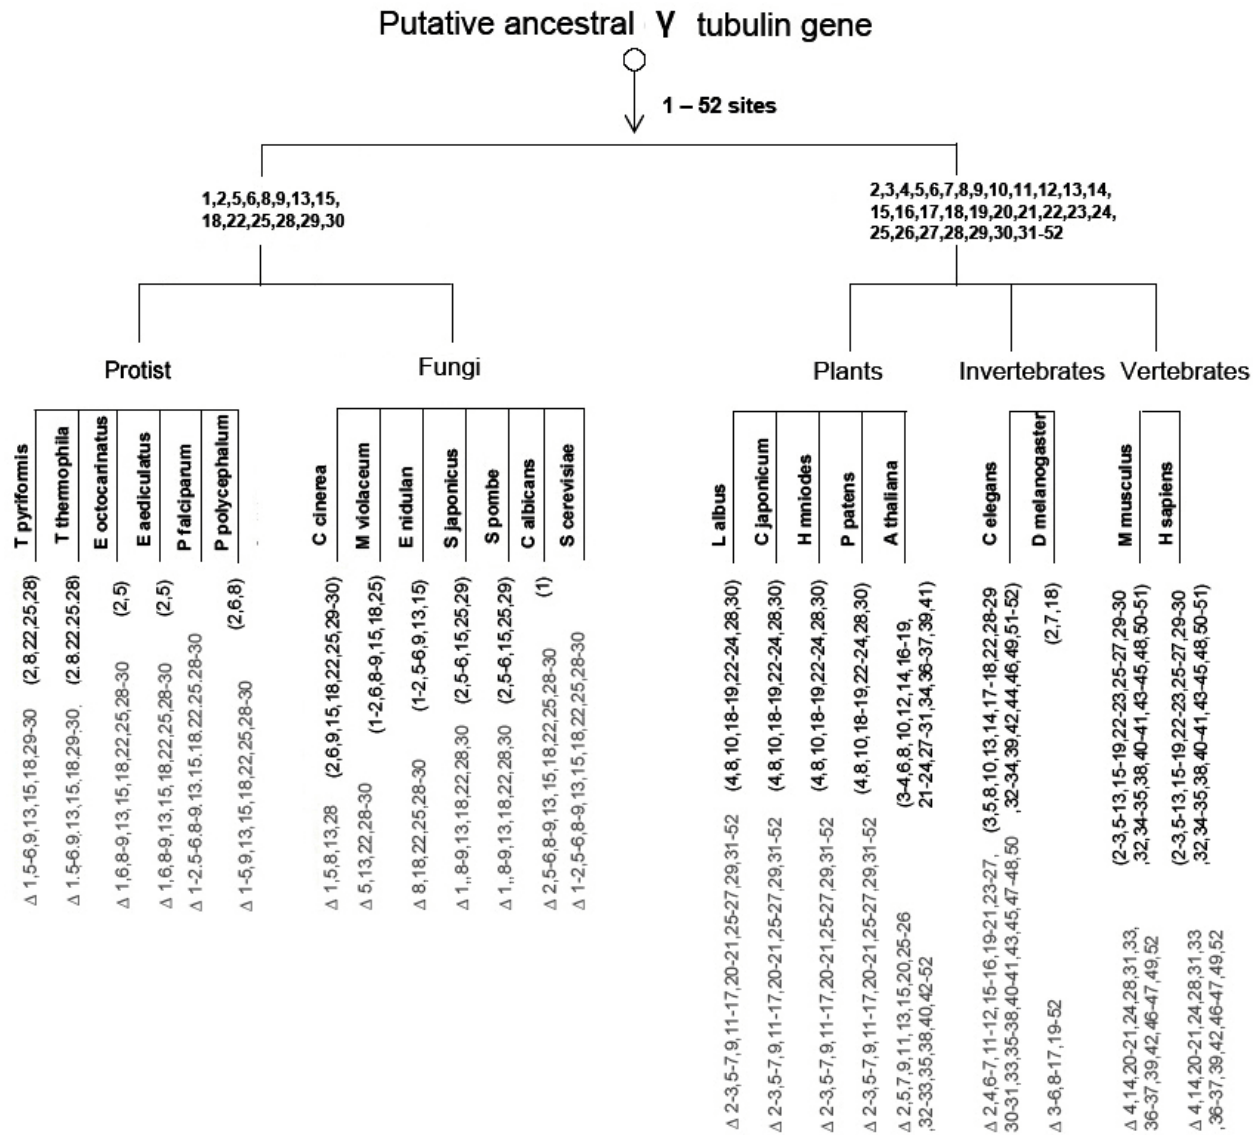 Putative ancestral γ tubulin gene
1 – 52 sites
1,2,5,6,8,9,13,15,
18,22,25,28,29,30
2,3,4,5,6,7,8,9,10,11,12,13,14,
15,16,17,18,19,20,21,22,23,24,
25,26,27,28,29,30,31-52
Protist
Fungi
Plants
Invertebrates
Vertebrates
T pyriformis
(2,8,22,25,28)
Δ 1,5-6,9,13,15,18,29-30
T thermophila
(2.8.22.25.28)
Δ 1.5-6.9,13,15,18,29-30.
E octocarinatus
(2,5)
Δ 1,6,8-9,13,15,18,22,25,28-30
E aediculatus
(2,5)
Δ 1,6,8-9,13,15,18,22,25,28-30
P falciparum
Δ 1-2.5-6.8-9.13.15.18.22.25.28-30
P polycephalum
(2,6,8)
Δ 1-5,9,13,15,18,22,25,28-30
C cinerea
(2,6,9,15,18,22,25,29-30)
Δ 1,5,8,13,28
M violaceum
(1-2,6,8-9,15,18,25)
Δ 5,13,22,28-30
E nidulan
(1-2,5-6,9,13,15)
Δ 8,18,22,25,28-30
S japonicus
(2,5-6,15,25,29)
Δ 1,,8-9,13,18,22,28,30
S pombe
(2,5-6,15,25,29)
Δ 1,,8-9,13,18,22,28,30
C albicans
(1)
Δ 2,5-6,8-9,13,15,18,22,25,28-30
S cerevisiae
Δ 1-2,5-6,8-9,13,15,18,22,25,28-30
L albus
(4,8,10,18-19,22-24,28,30)
Δ 2-3,5-7,9,11-17,20-21,25-27,29,31-52
C japonicum
(4,8,10,18-19,22-24,28,30)
Δ 2-3,5-7,9,11-17,20-21,25-27,29,31-52
H mniodes
(4,8,10,18-19,22-24,28,30)
Δ 2-3,5-7,9,11-17,20-21,25-27,29,31-52
P patens
(4,8,10,18-19,22-24,28,30)
Δ 2-3,5-7,9,11-17,20-21,25-27,29,31-52
A thaliana
(3-4,6,8,10,12,14,16-19,
21-24,27-31,34,36-37,39,41)
Δ 2,5,7,9,11,13,15,20,25-26
,32-33,35,38,40,42-52
C elegans
(3,5,8,10,13,14,17-18,22,28-29
,32-34,39,42,44,46,49,51-52)
Δ 2,4,6-7,11-12,15-16,19-21,23-27,
30-31,33,35-38,40-41,43,45,47-48,50
D melanogaster
(2,7,18)
Δ 3-6,8-17,19-52
M musculus
(2-3,5-13,15-19,22-23,25-27,29-30
,32,34-35,38,40-41,43-45,48,50-51)
Δ 4,14,20-21,24,28,31,33,
36-37,39,42,46-47,49,52
H sapiens
(2-3,5-13,15-19,22-23,25-27,29-30
,32,34-35,38,40-41,43-45,48,50-51)
Δ 4,14,20-21,24,28,31,33
,36-37,39,42,46-47,49,52